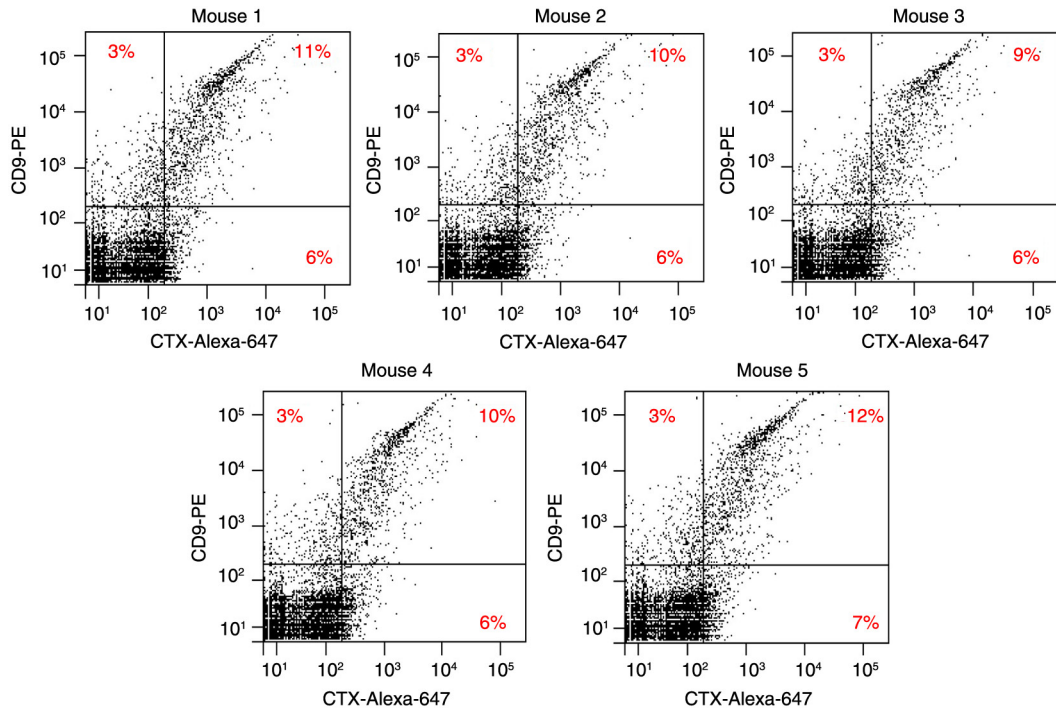 Mouse 1
3%
11%
10⁵
10⁴
10³
10²
10¹
CD9-PE
6%
10¹ 10² 10³ 10⁴ 10⁵
CTX-Alexa-647
Mouse 2
3%
10%
10⁵
10⁴
10³
10²
10¹
CD9-PE
6%
10¹ 10² 10³ 10⁴ 10⁵
CTX-Alexa-647
Mouse 3
3%
9%
10⁵
10⁴
10³
10²
10¹
CD9-PE
6%
10¹ 10² 10³ 10⁴ 10⁵
CTX-Alexa-647
Mouse 4
3%
10%
10⁵
10⁴
10³
10²
10¹
CD9-PE
6%
10¹ 10² 10³ 10⁴ 10⁵
CTX-Alexa-647
Mouse 5
3%
12%
10⁵
10⁴
10³
10²
10¹
CD9-PE
7%
10¹ 10² 10³ 10⁴ 10⁵
CTX-Alexa-647